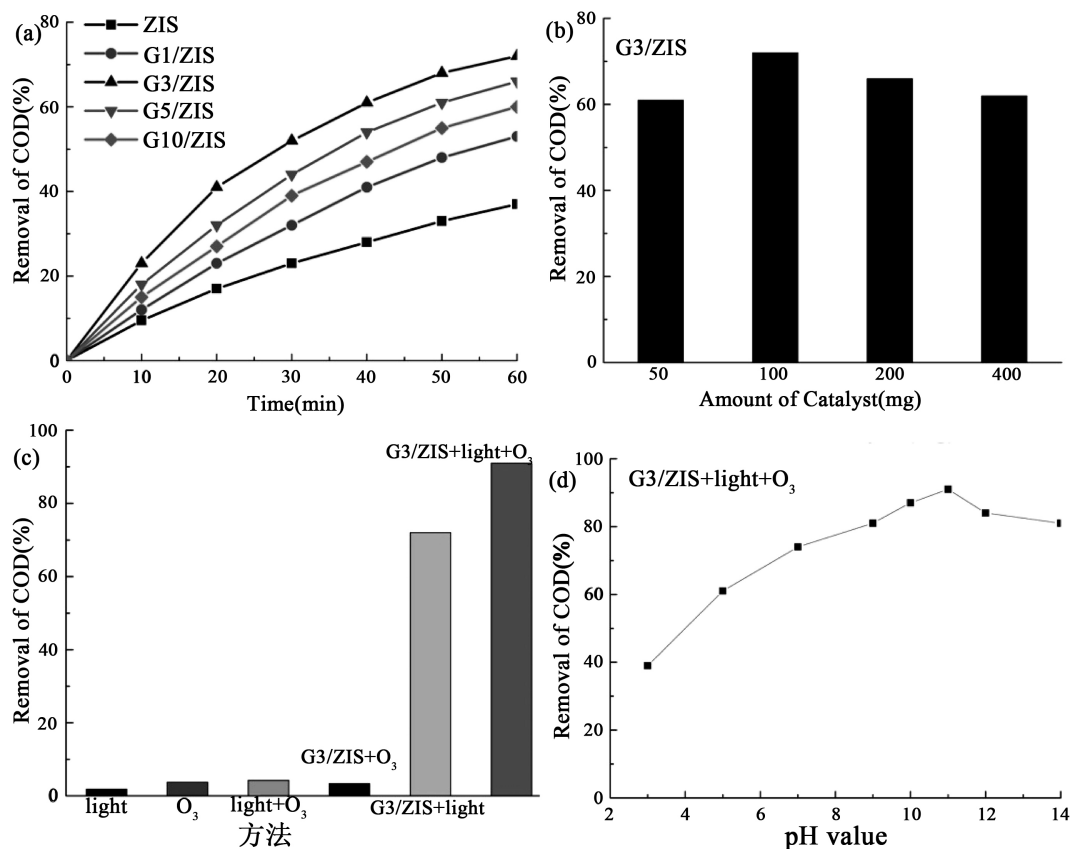 (a)
ZIS
G1/ZIS
G3/ZIS
G5/ZIS
G10/ZIS
Removal of COD(%)
80
60
40
20
0
0 10 20 30 40 50 60
Time(min)
(b)
G3/ZIS
Removal of COD(%)
80
60
40
20
0
50 100 200 400
Amount of Catalyst(mg)
(c)
Removal of COD(%)
100
80
60
40
20
0
G3/ZIS+light+O₃
G3/ZIS+O₃
light O₃ light+O₃ G3/ZIS+light
方法
(d)
G3/ZIS+light+O₃
Removal of COD(%)
100
80
60
40
20
0
2 4 6 8 10 12 14
pH value